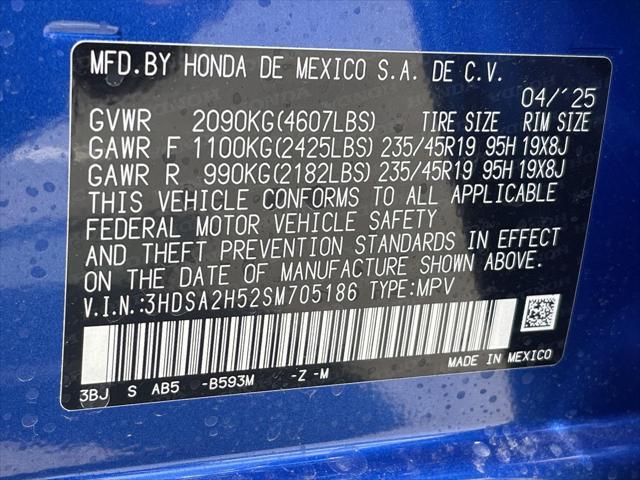 MFD.BY HONDA DE MEXICO S.A. DE C.V.
04/'25
GVWR 2090KG(4607LBS) TIRE SIZE RIM SIZE
GAWR F 1100KG(2425LBS) 235/45R19 95H 19X8J
GAWR R 990KG(2182LBS) 235/45R19 95H 19X8J
THIS VEHICLE CONFORMS TO ALL APPLICABLE
FEDERAL MOTOR VEHICLE SAFETY
AND THEFT PREVENTION STANDARDS IN EFFECT
ON THE DATE OF MANUFACTURE SHOWN ABOVE.
V.I.N.:3HDSA2H52SM705186 TYPE:MPV
MADE IN MEXICO
3BJ S AB5 -B593M -Z -M